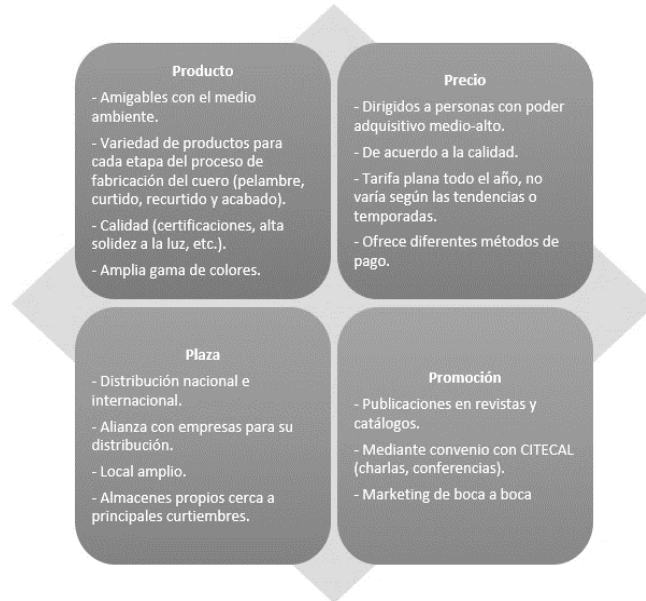 Producto
- Amigables con el medio
ambiente.
- Variedad de productos para
cada etapa del proceso de
fabricación del cuero (pelambre,
curtido, recurtido y acabado).
- Calidad (certificaciones, alta
solidez a la luz, etc.).
- Amplia gama de colores.
Precio
- Dirigidos a personas con poder
adquisitivo medio-alto.
- De acuerdo a la calidad.
- Tarifa plana todo el año, no
varía según las tendencias o
temporadas.
- Ofrece diferentes métodos de
pago.
Plaza
- Distribución nacional e
internacional.
- Alianza con empresas para su
distribución.
- Local amplio.
- Almacenes propios cerca a
principales curtiembres.
Promoción
- Publicaciones en revistas y
catálogos.
- Mediante convenio con CITECAL
(charlas, conferencias).
- Marketing de boca a boca